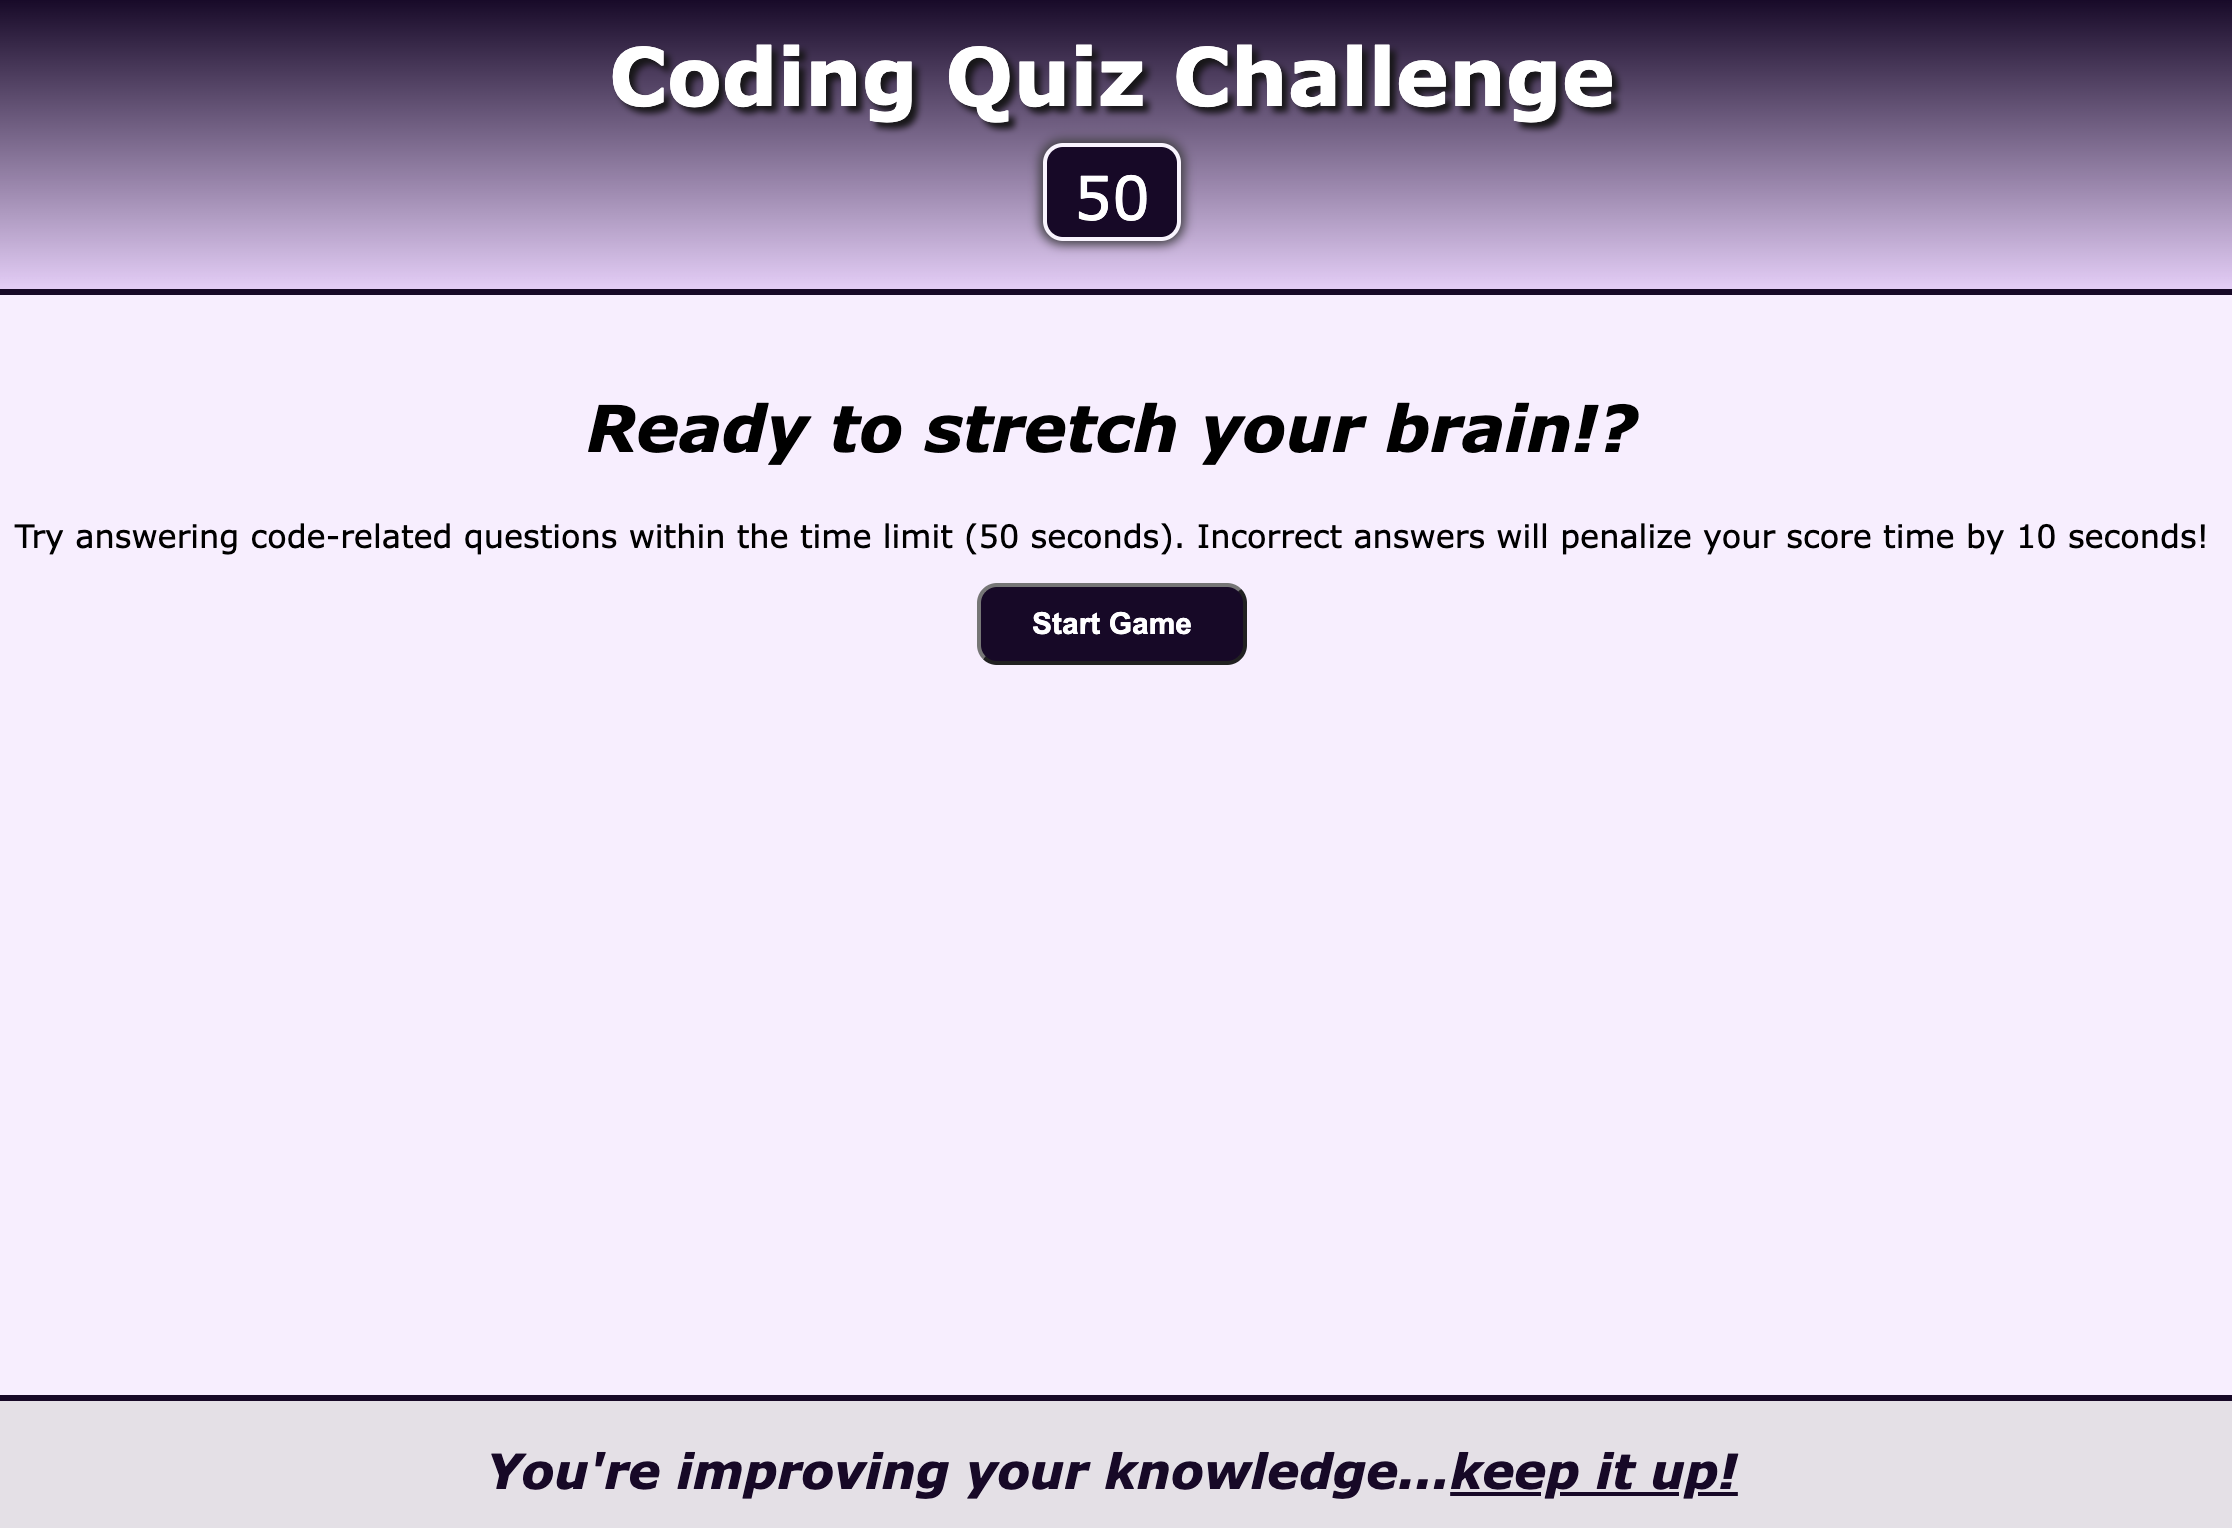 Coding Quiz Challenge
50
Ready to stretch your brain!?
Try answering code-related questions within the time limit (50 seconds). Incorrect answers will penalize your score time by 10 seconds!
Start Game
You're improving your knowledge...keep it up!